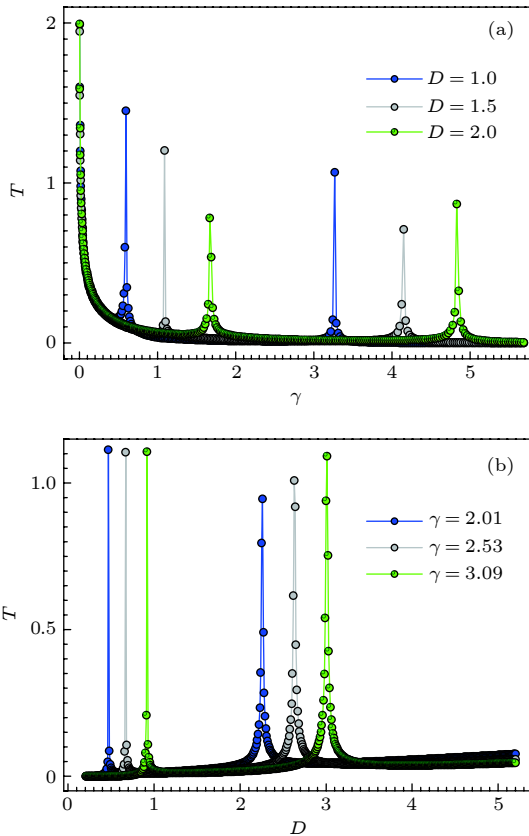 (a)
D = 1.0
D = 1.5
D = 2.0
T
2
1
0
0 1 2 3 4 5
γ
(b)
γ = 2.01
γ = 2.53
γ = 3.09
T
1.0
0.5
0
0 1 2 3 4 5
D